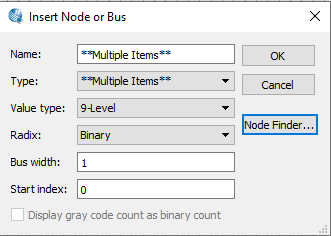 Insert Node or Bus
Name: **Multiple Items** OK
Type: **Multiple Items** Cancel
Value type: 9-Level
Node Finder...
Radix: Binary
Bus width: 1
Start index: 0
Display gray code count as binary count